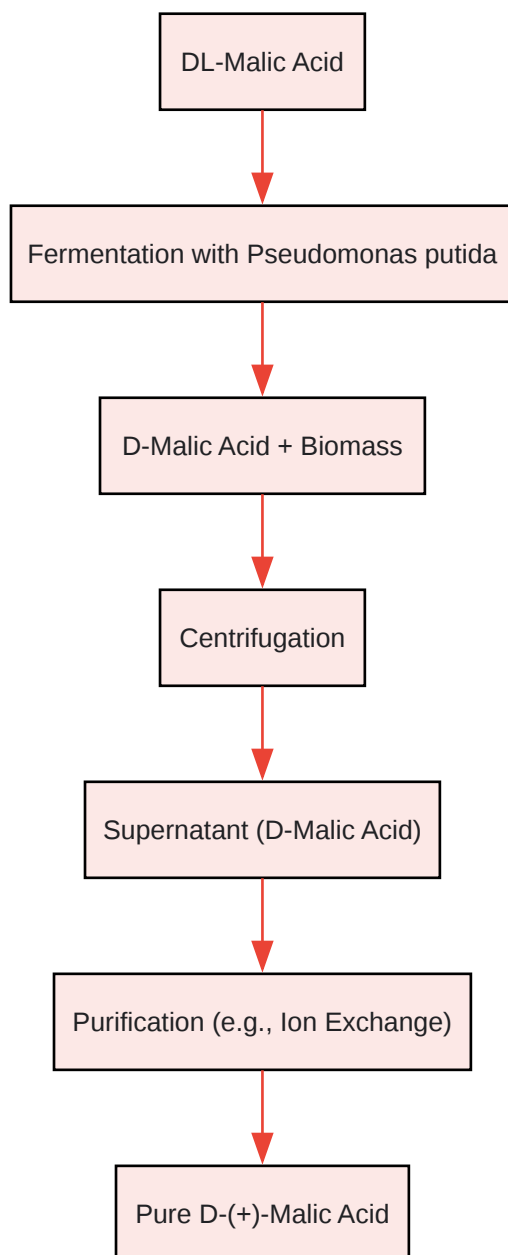 DL-Malic Acid
Fermentation with Pseudomonas putida
D-Malic Acid + Biomass
Centrifugation
Supernatant (D-Malic Acid)
Purification (e.g., Ion Exchange)
Pure D-(+)-Malic Acid